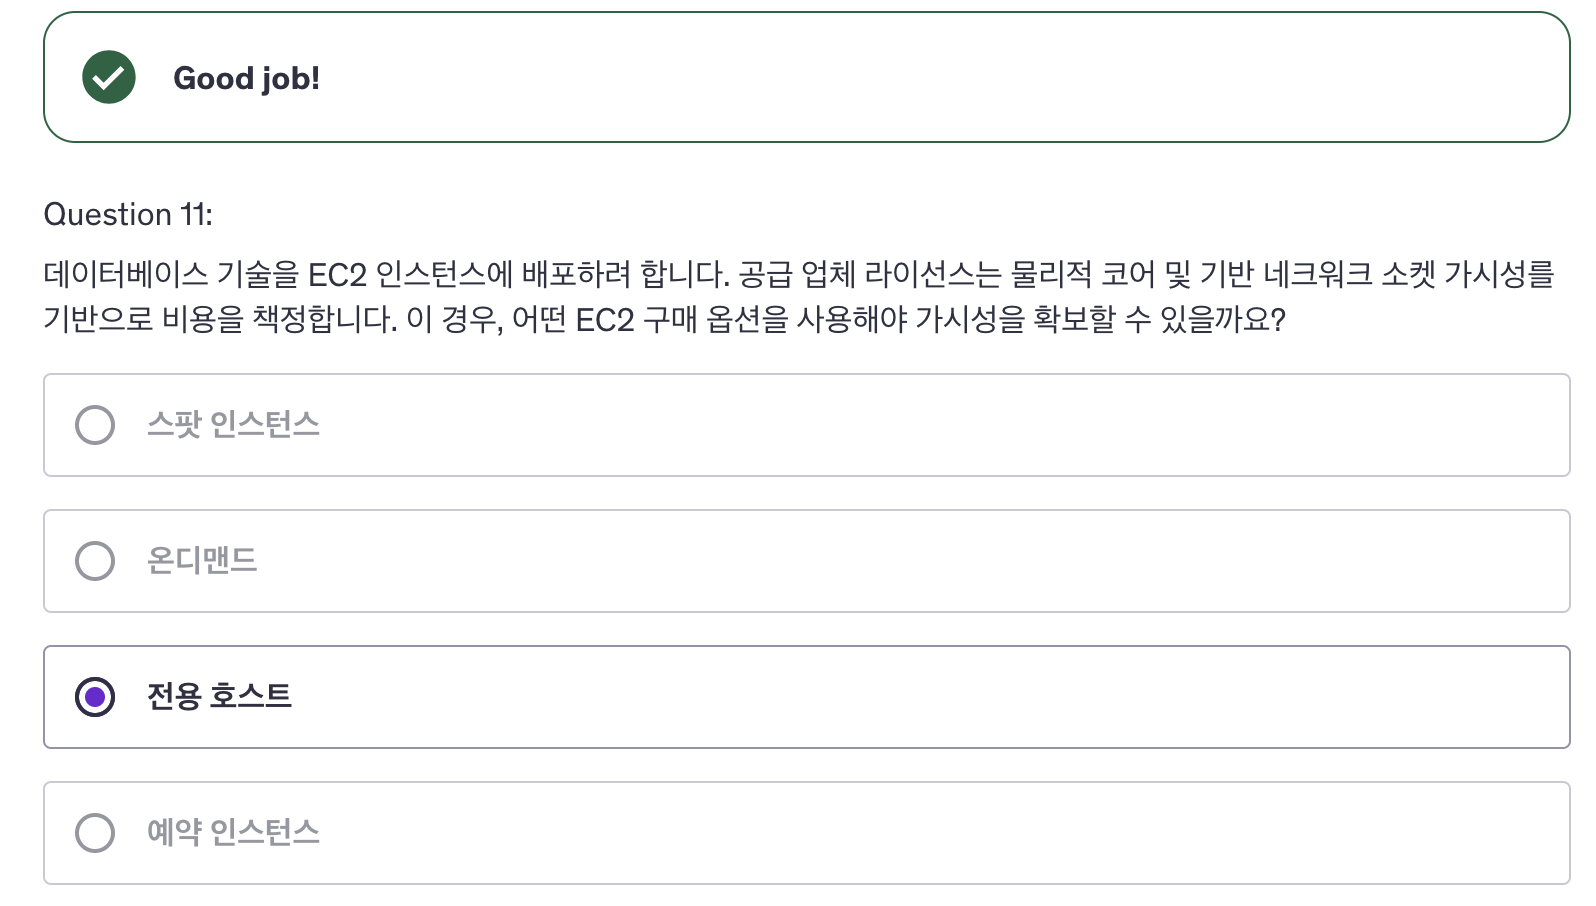 Good job!
Question 11:
데이터베이스 기술을 EC2 인스턴스에 배포하려 합니다. 공급 업체 라이선스는 물리적 코어 및 기반 네크워크 소켓 가시성를
기반으로 비용을 책정합니다. 이 경우, 어떤 EC2 구매 옵션을 사용해야 가시성을 확보할 수 있을까요?
스팟 인스턴스
온디맨드
전용 호스트
예약 인스턴스